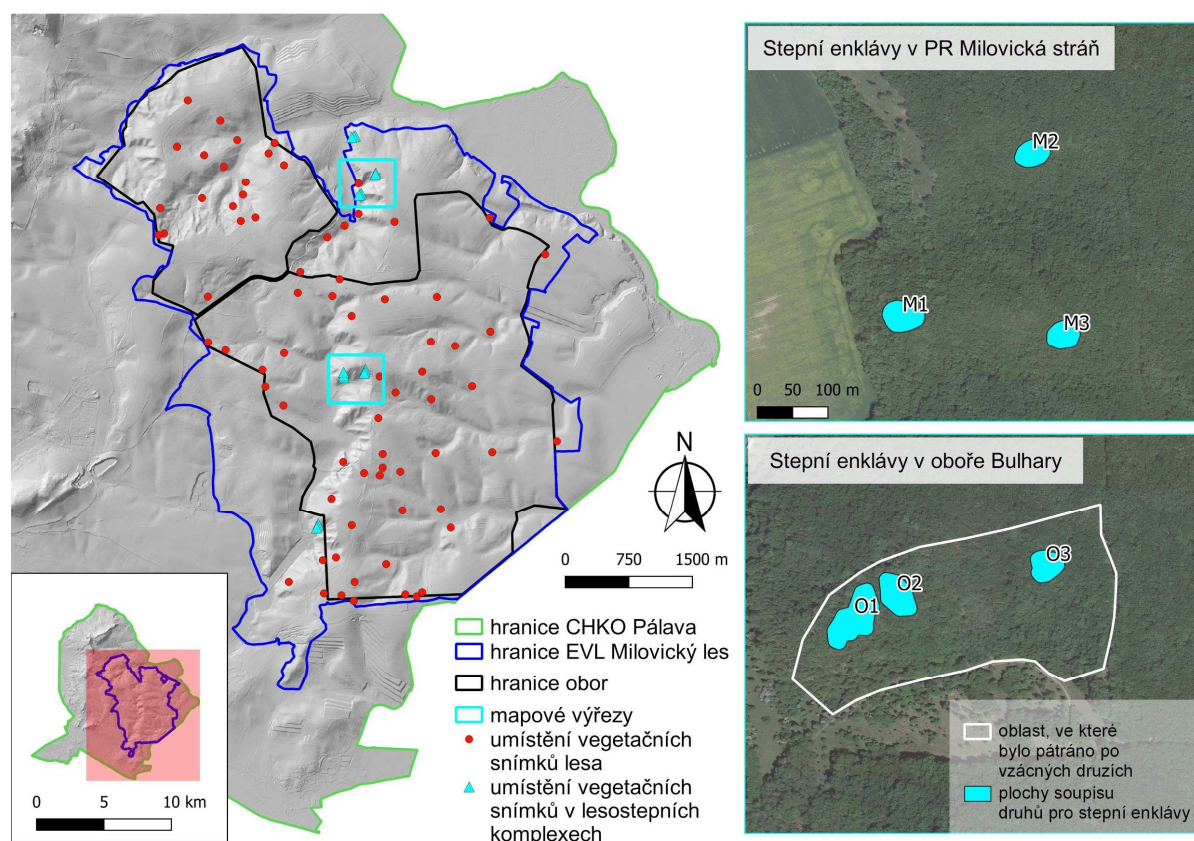 N
0 750 1500 m
hranice CHKO Pálava
hranice EVL Milovický les
hranice obor
mapové výřezy
umístění vegetačních
snímků lesa
umístění vegetačních
snímků v lesostepních
komplexech
0 5 10 km
Stepní enklávy v PR Milovická stráň
M2
M1
M3
0 50 100 m
Stepní enklávy v oboře Bulhary
O3
O2
O1
oblast, ve které
bylo pátráno po
vzácných druzích
plochy soupisu
druhů pro stepní enklávy